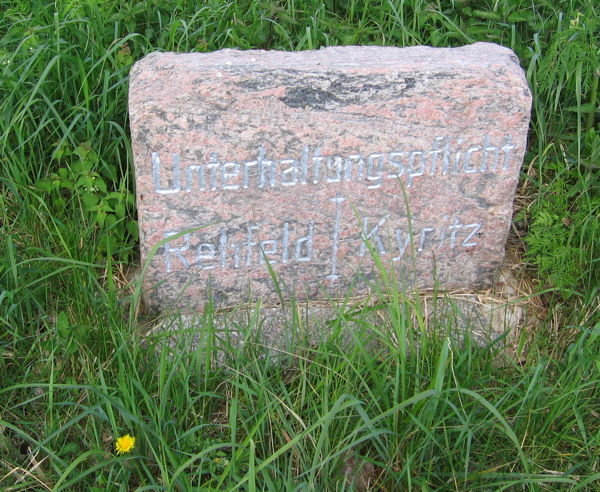 Unterhaltungspflicht
Rehfeld | Kyritz